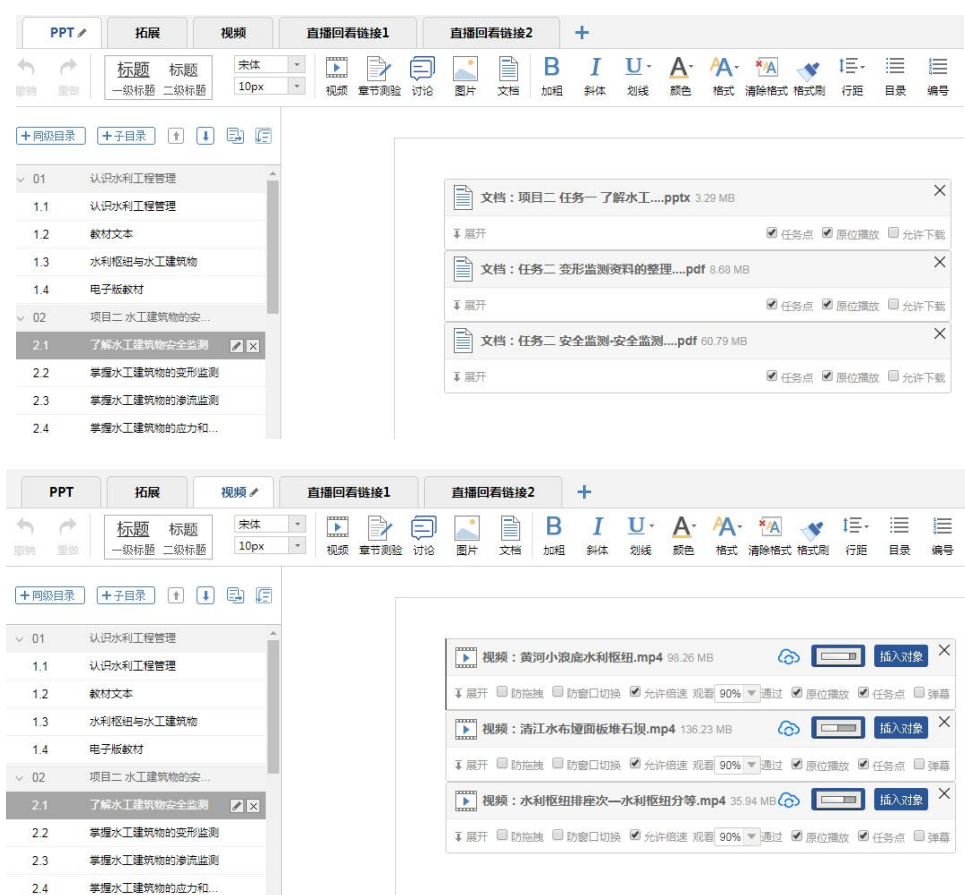 PPT 拓展 视频 直播回看链接1 直播回看链接2 +
标题 标题 宋体 B I U A A A
撤销 重做 一级标题 二级标题 10px 视频 章节测验 讨论 图片 文档 加粗 斜体 划线 颜色 格式 清除格式 格式刷 行距 目录 编号
+同级目录 +子目录
01 认识水利工程管理
1.1 认识水利工程管理
1.2 教材文本
1.3 水利枢纽与水工建筑物
1.4 电子版教材
02 项目二 水工建筑物的安...
2.1 了解水工建筑物安全监测
2.2 掌握水工建筑物的变形监测
2.3 掌握水工建筑物的渗流监测
2.4 掌握水工建筑物的应力和...
文档：项目二 任务一 了解水工....pptx 3.29 MB
展开 任务点 原位播放 允许下载
文档：任务二 变形监测资料的整理....pdf 8.68 MB
展开 任务点 原位播放 允许下载
文档：任务二 安全监测-安全监测....pdf 60.79 MB
展开 任务点 原位播放 允许下载
PPT 拓展 视频 直播回看链接1 直播回看链接2 +
标题 标题 宋体 B I U A A A
撤销 重做 一级标题 二级标题 10px 视频 章节测验 讨论 图片 文档 加粗 斜体 划线 颜色 格式 清除格式 格式刷 行距 目录 编号
+同级目录 +子目录
01 认识水利工程管理
1.1 认识水利工程管理
1.2 教材文本
1.3 水利枢纽与水工建筑物
1.4 电子版教材
02 项目二 水工建筑物的安...
2.1 了解水工建筑物安全监测
2.2 掌握水工建筑物的变形监测
2.3 掌握水工建筑物的渗流监测
2.4 掌握水工建筑物的应力和...
视频：黄河小浪底水利枢纽.mp4 98.26 MB 插入对象
展开 防拖拽 防窗口切换 允许倍速 观看 90% 通过 原位播放 任务点 弹幕
视频：清江水布垭面板堆石坝.mp4 136.23 MB 插入对象
展开 防拖拽 防窗口切换 允许倍速 观看 90% 通过 原位播放 任务点 弹幕
视频：水利枢纽排座次—水利枢纽分等.mp4 35.94 MB 插入对象
展开 防拖拽 防窗口切换 允许倍速 观看 90% 通过 原位播放 任务点 弹幕